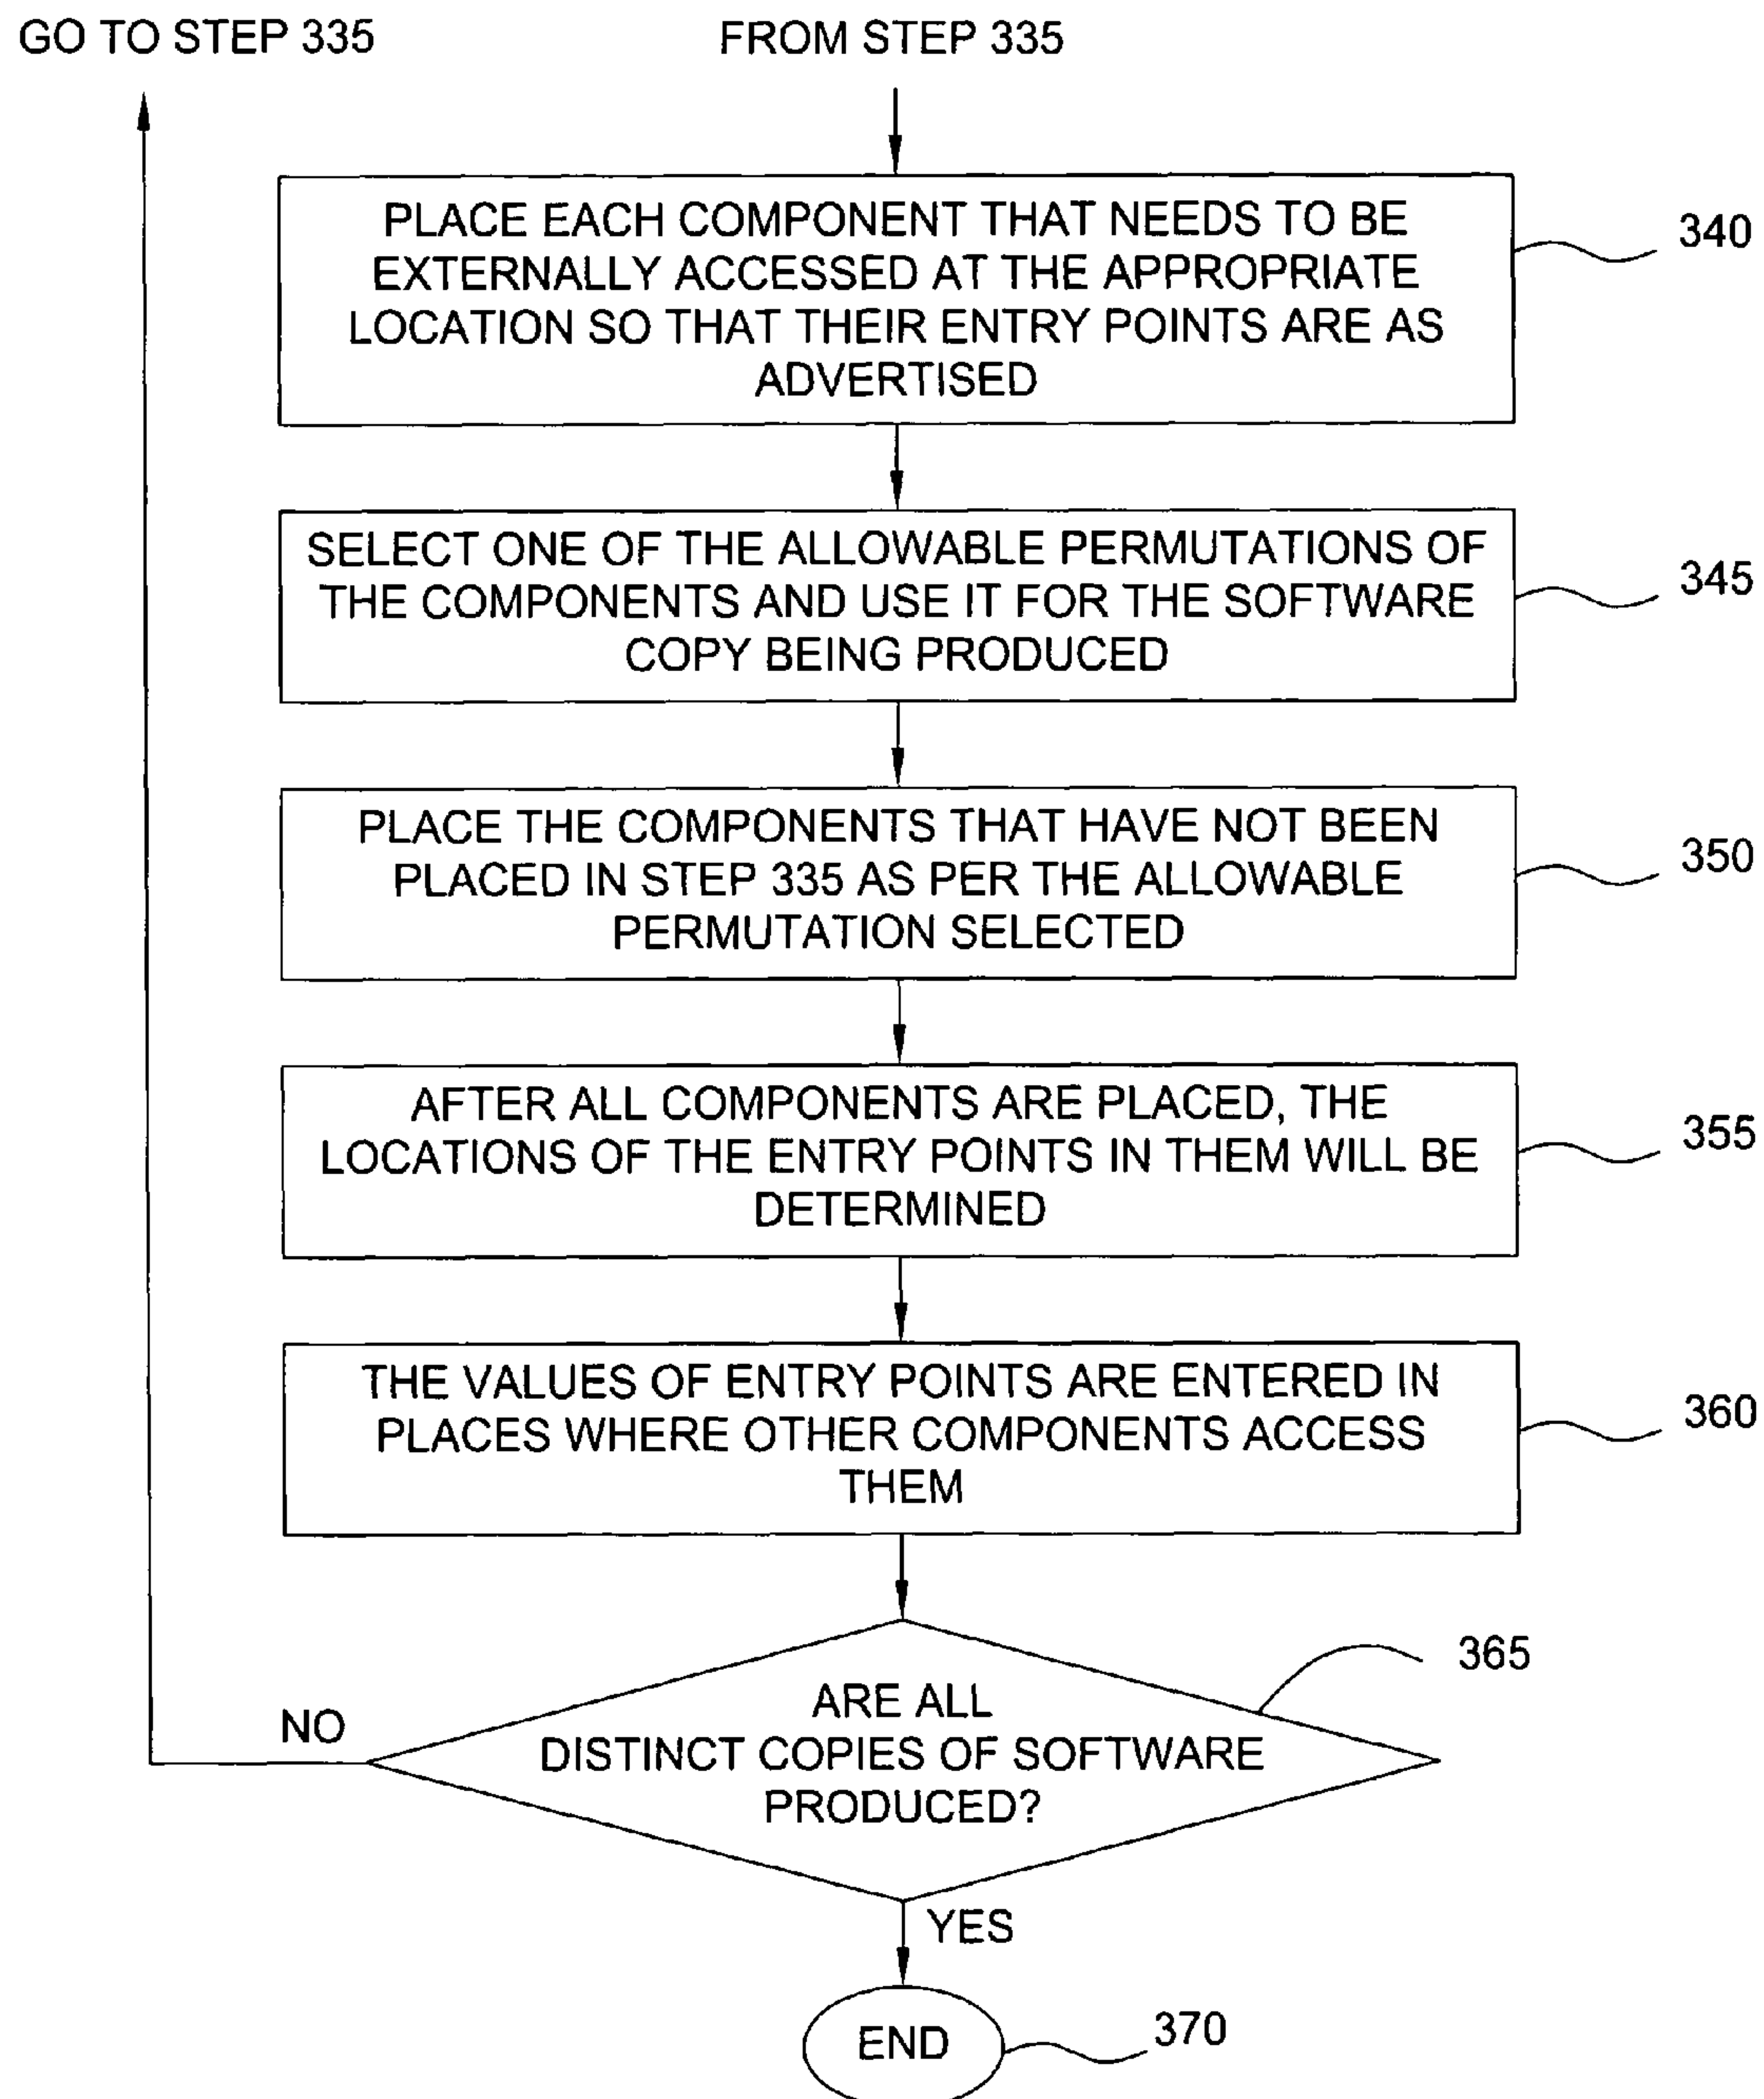 GO TO STEP 335
FROM STEP 335
PLACE EACH COMPONENT THAT NEEDS TO BE
EXTERNALLY ACCESSED AT THE APPROPRIATE
LOCATION SO THAT THEIR ENTRY POINTS ARE AS
ADVERTISED
340
SELECT ONE OF THE ALLOWABLE PERMUTATIONS OF
THE COMPONENTS AND USE IT FOR THE SOFTWARE
COPY BEING PRODUCED
345
PLACE THE COMPONENTS THAT HAVE NOT BEEN
PLACED IN STEP 335 AS PER THE ALLOWABLE
PERMUTATION SELECTED
350
AFTER ALL COMPONENTS ARE PLACED, THE
LOCATIONS OF THE ENTRY POINTS IN THEM WILL BE
DETERMINED
355
THE VALUES OF ENTRY POINTS ARE ENTERED IN
PLACES WHERE OTHER COMPONENTS ACCESS
THEM
360
ARE ALL
DISTINCT COPIES OF SOFTWARE
PRODUCED?
365
NO
YES
END
370